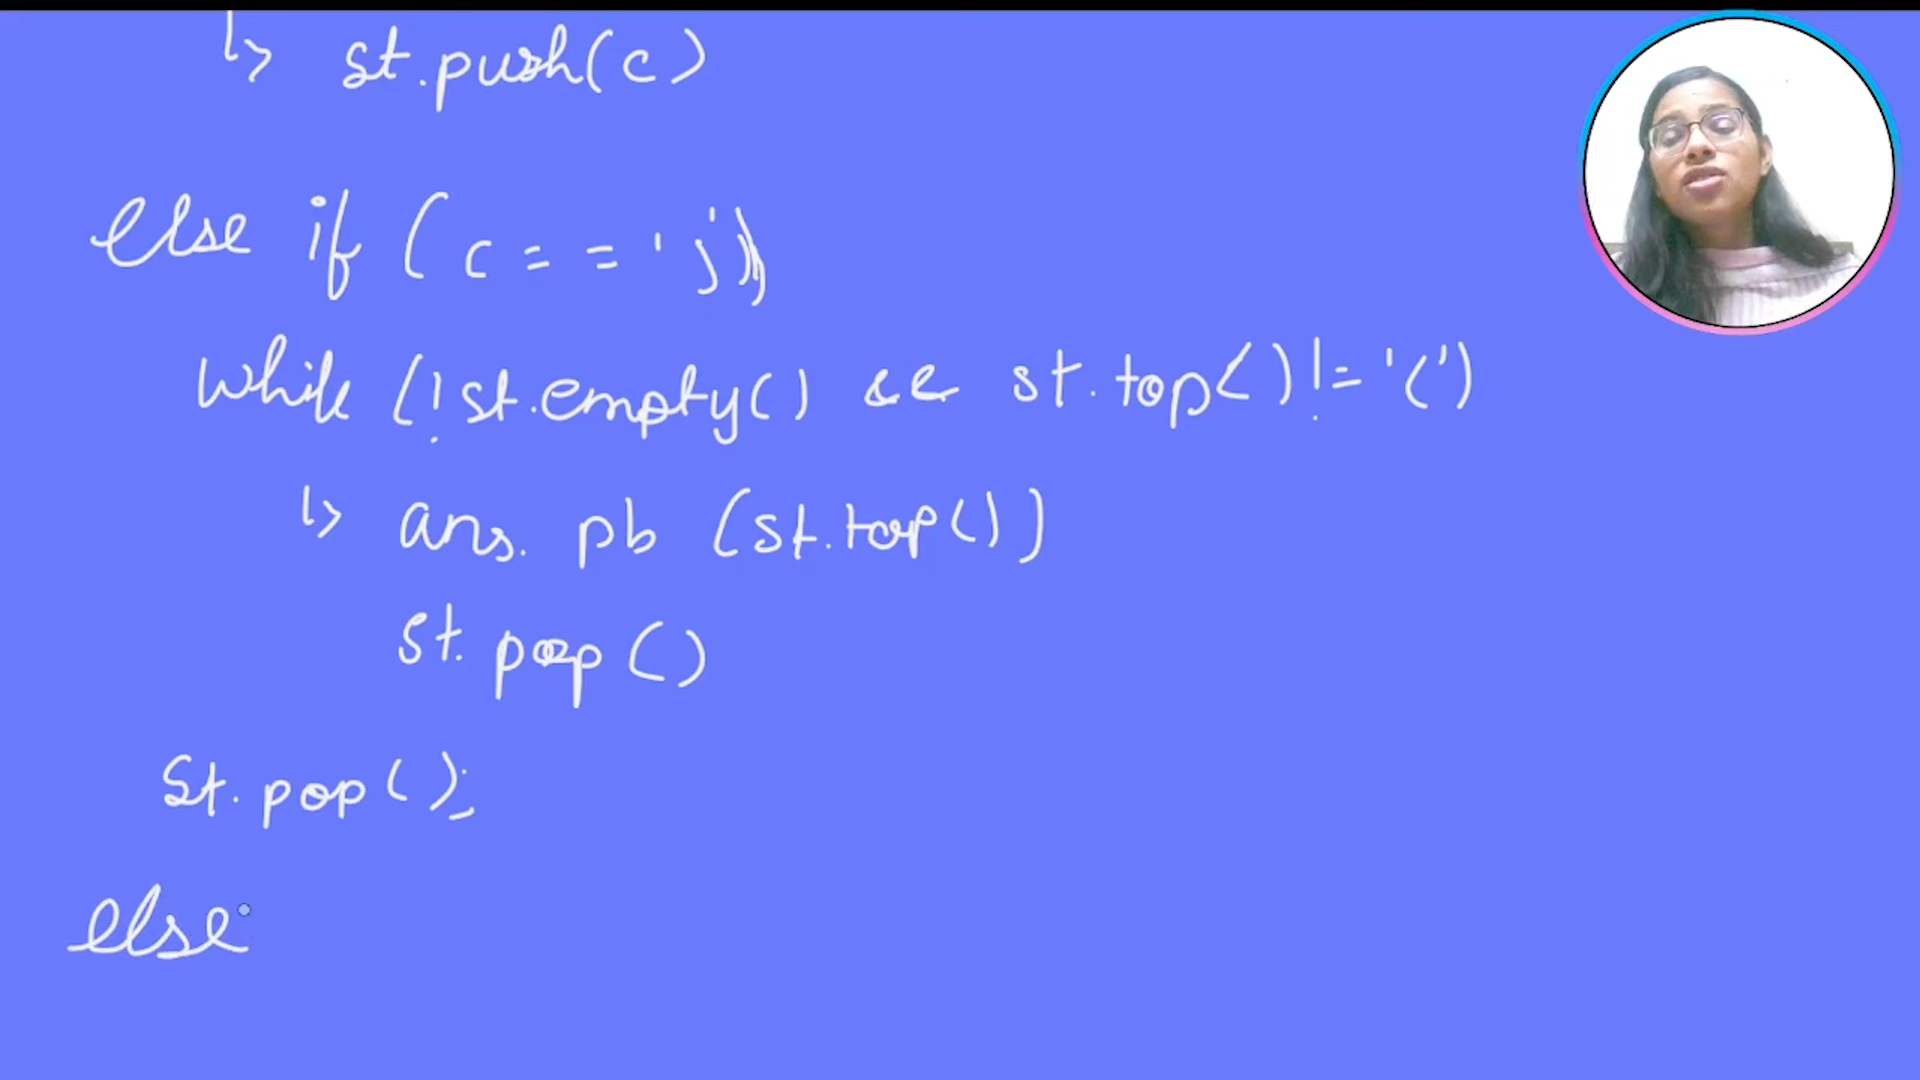 ↳ st.push(c)
else if (c == ')')
while (!st.empty() && st.top() != '(')
↳ ans. pb (st.top())
st. pop ()
St. pop ();
else